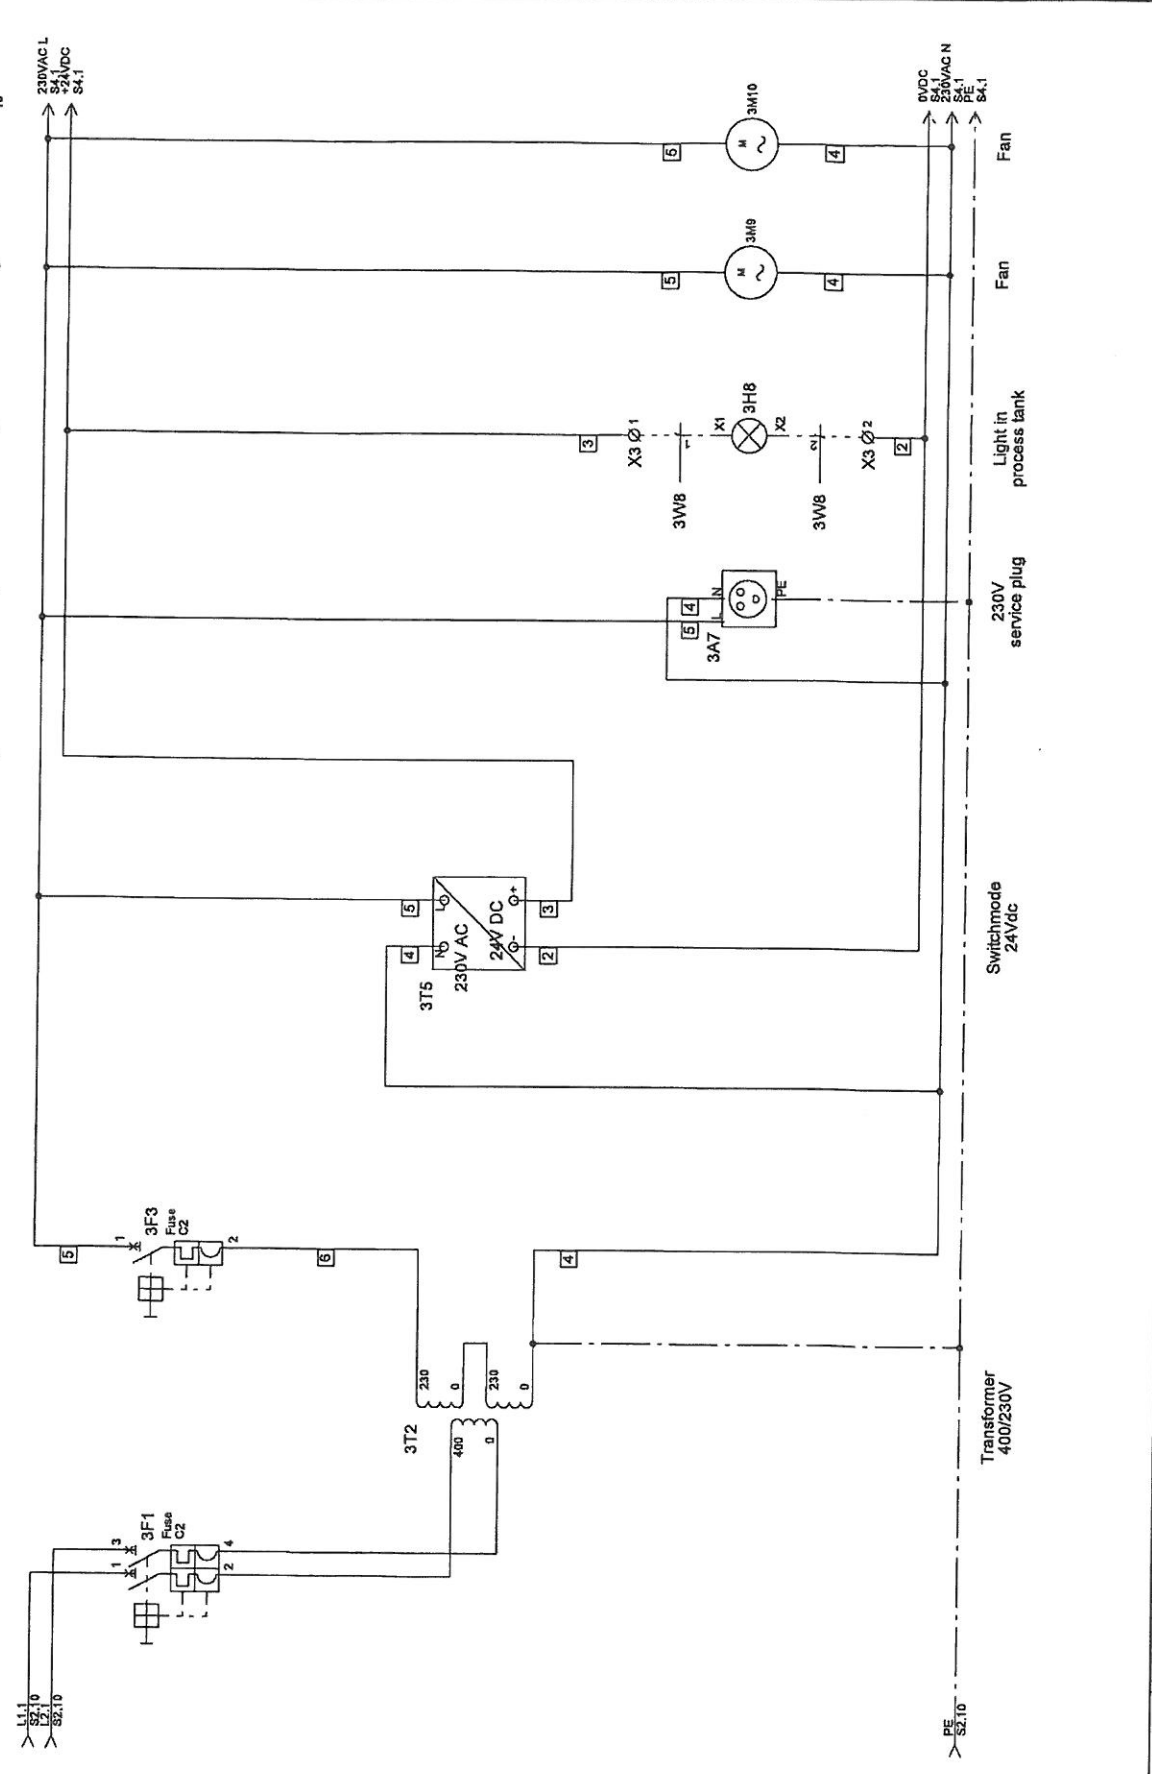 L1.1
S2.10
L2.1
S2.10
230VAC L
S4.1
+24VDC
S4.1
1
3
3F1
Fuse
C2
2
4
5
1
3F3
Fuse
C2
2
6
3T2
400
0
230
0
230
0
4
3T5
4
5
N
L
230V AC
24V DC
-
+
2
3
3A7
5
4
L
N
PE
3
X3
1
3W8
1
X1
3H8
X2
3W8
2
X3
2
2
5
M
3M9
4
5
M
3M10
4
0VDC
S4.1
230VAC N
S4.1
PE
S4.1
PE
S2.10
Transformer
400/230V
Switchmode
24Vdc
230V
service plug
Light in
process tank
Fan
Fan